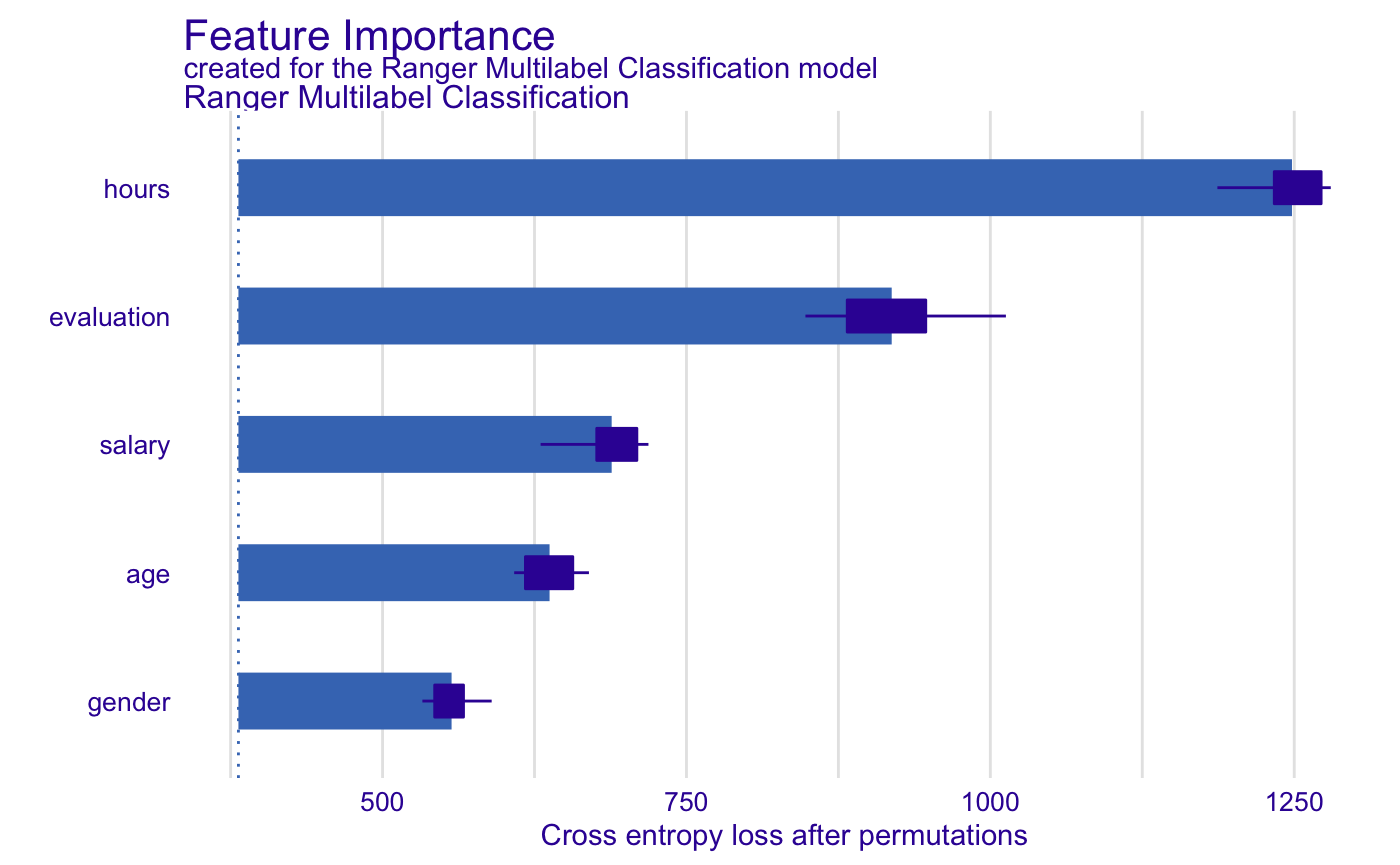 Feature Importance
created for the Ranger Multilabel Classification model
Ranger Multilabel Classification
hours
evaluation
salary
age
gender
500
750
1000
1250
Cross entropy loss after permutations